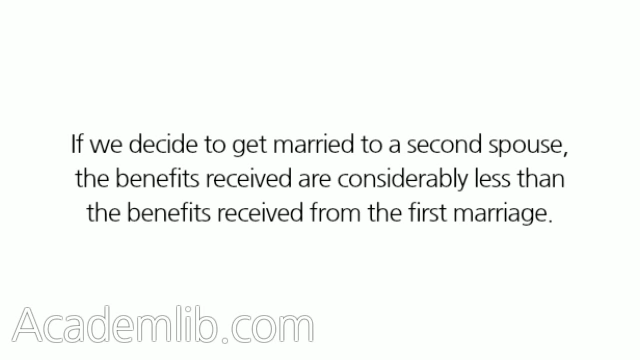 If we decide to get married to a second spouse,
the benefits received are considerably less than
the benefits received from the first marriage.
Academlib.com